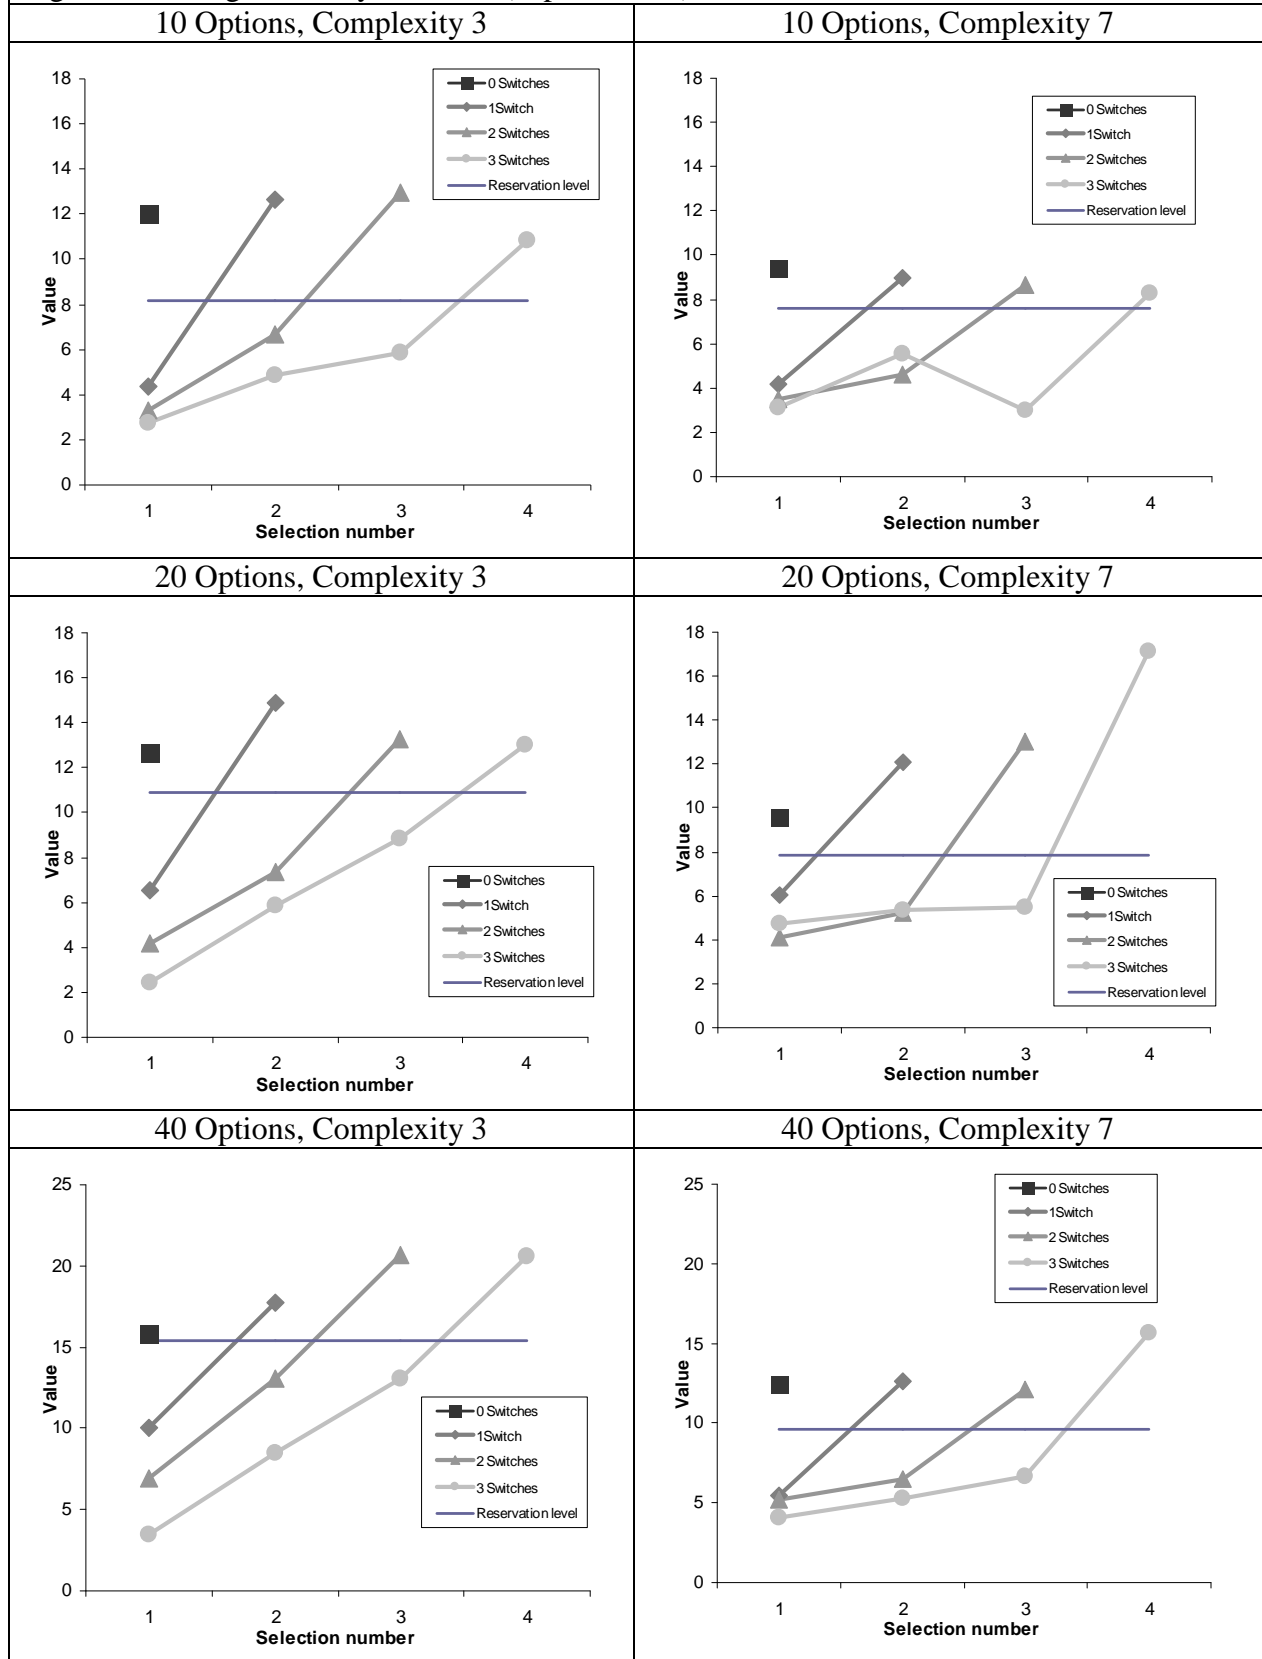 10 Options, Complexity 3
10 Options, Complexity 7
18
16
14
12
10
8
6
4
2
0
Value
1 2 3 4
Selection number
0 Switches
1Switch
2 Switches
3 Switches
Reservation level
18
16
14
12
10
8
6
4
2
0
Value
1 2 3 4
Selection number
0 Switches
1Switch
2 Switches
3 Switches
Reservation level
20 Options, Complexity 3
20 Options, Complexity 7
18
16
14
12
10
8
6
4
2
0
Value
1 2 3 4
Selection number
0 Switches
1Switch
2 Switches
3 Switches
Reservation level
18
16
14
12
10
8
6
4
2
0
Value
1 2 3 4
Selection number
0 Switches
1Switch
2 Switches
3 Switches
Reservation level
40 Options, Complexity 3
40 Options, Complexity 7
25
20
15
10
5
0
Value
1 2 3 4
Selection number
0 Switches
1Switch
2 Switches
3 Switches
Reservation level
25
20
15
10
5
0
Value
1 2 3 4
Selection number
0 Switches
1Switch
2 Switches
3 Switches
Reservation level